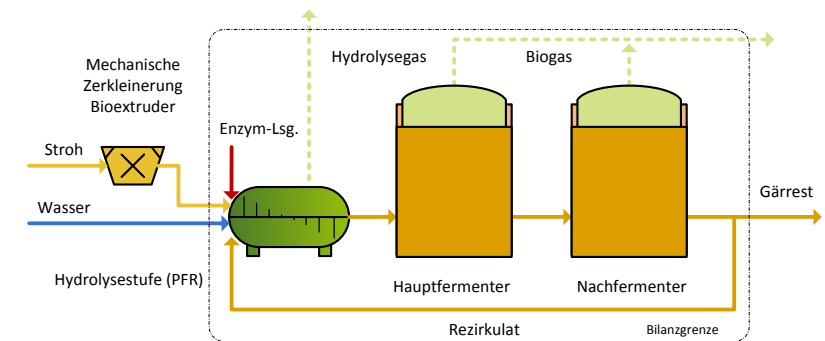 Hydrolysegas
Biogas
Mechanische
Zerkleinerung
Bioextruder
Enzym-Lsg.
Stroh
Wasser
Gärrest
Hydrolysestufe (PFR)
Hauptfermenter
Nachfermenter
Rezirkulat
Bilanzgrenze